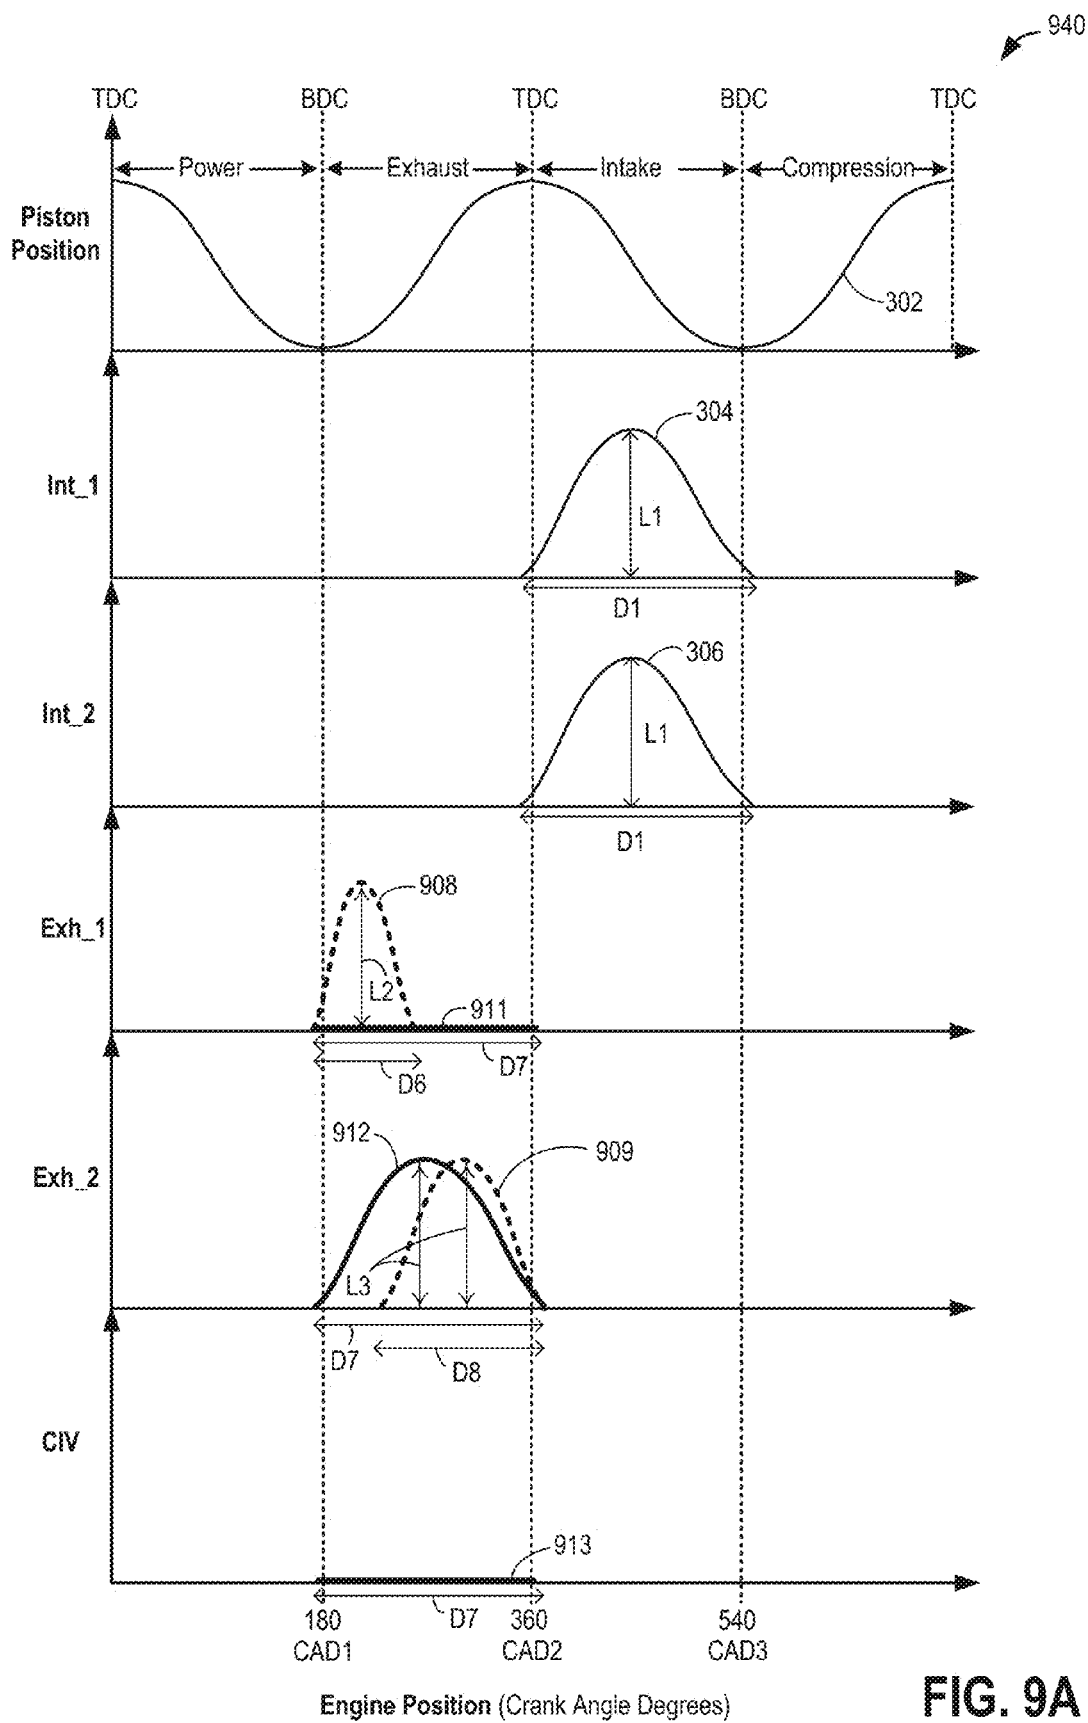 940
TDC BDC TDC BDC TDC
Power Exhaust Intake Compression
Piston
Position
302
304
Int_1
L1
D1
306
Int_2
L1
D1
908
Exh_1
L2
911
D7
D6
912
909
Exh_2
L3
D7
D8
CIV
913
D7
180 360 540
CAD1 CAD2 CAD3
Engine Position (Crank Angle Degrees)
FIG. 9A